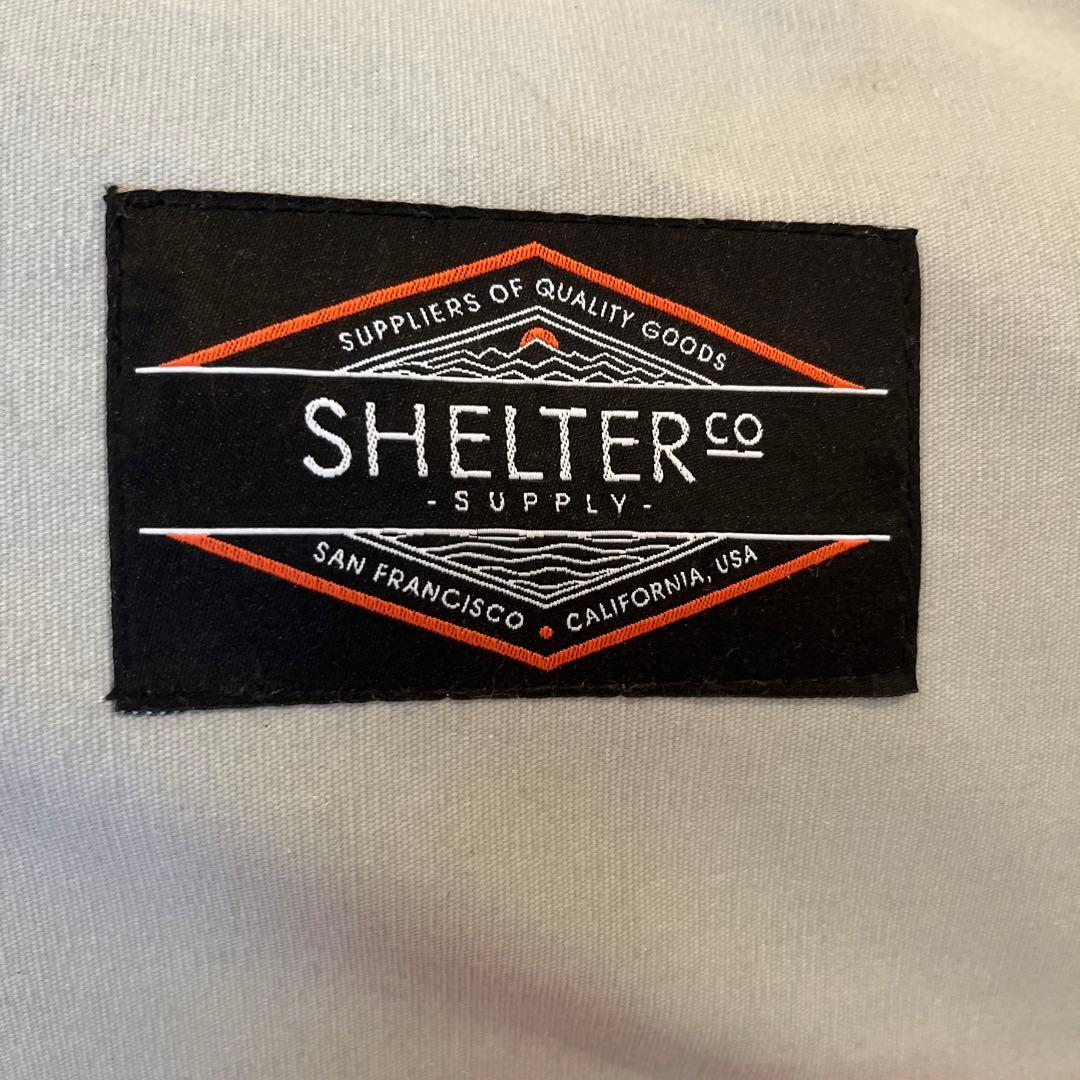 SUPPLIERS OF QUALITY GOODS
SHELTER CO
- SUPPLY -
SAN FRANCISCO • CALIFORNIA, USA